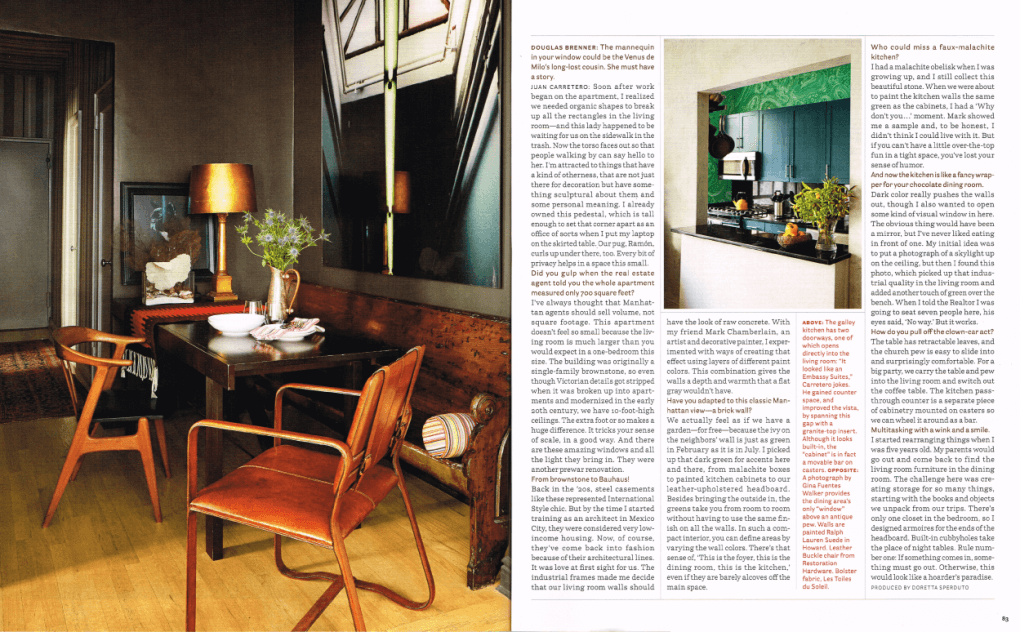 DOUGLAS BRENNER: The mannequin
in your window could be the Venus de
Milo's long-lost cousin. She must have
a story.
JUAN CARRETERO: Soon after work
began on the apartment, I realized
we needed organic shapes to break
up all the rectangles in the living
room—and this lady happened to be
waiting for us on the sidewalk in the
trash. Now the torso faces out so that
people walking by can say hello to
her. I'm attracted to things that have
a kind of otherness, that are not just
there for decoration but have some-
thing sculptural about them and
some personal meaning. I already
owned this pedestal, which is tall
enough to set that corner apart as an
office of sorts when I put my laptop
on the skirted table. Our pug, Ramón,
curls up under there, too. Every bit of
privacy helps in a space this small.
Did you gulp when the real estate
agent told you the whole apartment
measured only 700 square feet?
I've always thought that Manhat-
tan agents should sell volume, not
square footage. This apartment
doesn't feel so small because the liv-
ing room is much larger than you
would expect in a one-bedroom this
size. The building was originally a
single-family brownstone, so even
though Victorian details got stripped
when it was broken up into apart-
ments and modernised in the early
20th century, we have 10-foot-high
ceilings. The extra foot or so makes a
huge difference. It tricks your sense
of scale, in a good way. And there
are these amazing windows and all
the light they bring in. They were
another prewar renovation.
From brownstone to Bauhaus!
Back in the '20s, steel casements
like these represented International
Style chic. But by the time I started
training as an architect in Mexico
City, they were considered very low-
income housing. Now, of course,
they've come back into fashion
because of their architectural lines.
It was love at first sight for us. The
industrial frames made me decide
that our living room walls should
have the look of raw concrete. With
my friend Mark Chamberlain, an
artist and decorative painter, I exper-
imented with ways of creating that
effect using layers of different paint
colors. This combination gives the
walls a depth and warmth that a flat
gray wouldn't have.
Have you adapted to this classic Man-
hattan view—a brick wall?
We actually feel as if we have a
garden—for free—because the ivy on
the neighbors' wall is just as green
in February as it is in July. I picked
up that dark green for accents here
and there, from malachite boxes
to painted kitchen cabinets to our
leather-upholstered headboard.
Besides bringing the outside in, the
greens take you from room to room
without having to use the same fin-
ish on all the walls. In such a com-
pact interior, you can define areas by
varying the wall colors. There's that
sense of, 'This is the foyer, this is the
dining room, this is the kitchen,'
even if they are barely alcoves off the
main space.
ABOVE: The galley
kitchen has two
doorways, one of
which opens
directly into the
living room: "It
looked like an
Embassy Suites,"
Carretero jokes.
He gained counter
space, and
improved the vista,
by spanning this
gap with a
granite-top insert.
Although it looks
built-in, the
"cabinet" is in fact
a movable bar on
casters. OPPOSITE:
A photograph by
Gina Fuentes
Walker provides
the dining area's
only "window"
above an antique
pew. Walls are
painted Ralph
Lauren Suede in
Howard. Leather
Buckle chair from
Restoration
Hardware. Bolster
fabric, Les Toiles
du Soleil.
Who could miss a faux-malachite
kitchen?
I had a malachite obelisk when I was
growing up, and I still collect this
beautiful stone. When we were about
to paint the kitchen walls the same
green as the cabinets, I had a 'Why
don't you...' moment. Mark showed
me a sample and, to be honest, I
didn't think I could live with it. But
if you can't have a little over-the-top
fun in a tight space, you've lost your
sense of humor.
And now the kitchen is like a fancy wrap-
per for your chocolate dining room.
Dark color really pushes the walls
out, though I also wanted to open
some kind of visual window in here.
The obvious thing would have been
a mirror, but I've never liked eating
in front of one. My initial idea was
to put a photograph of a skylight up
on the ceiling, but then I found this
photo, which picked up that indus-
trial quality in the living room and
added another touch of green over the
bench. When I told the Realtor I was
going to seat seven people here, his
eyes said, 'No way.' But it works.
How do you pull off the clown-car act?
The table has retractable leaves, and
the church pew is easy to slide into
and surprisingly comfortable. For a
big party, we carry the table and pew
into the living room and switch out
the coffee table. The kitchen pass-
through counter is a separate piece
of cabinetry mounted on casters so
we can wheel it around as a bar.
Multitasking with a wink and a smile.
I started rearranging things when I
was five years old. My parents would
go out and come back to find the
living room furniture in the dining
room. The challenge here was cre-
ating storage for so many things,
starting with the books and objects
we unpack from our trips. There's
only one closet in the bedroom, so I
designed armoires for the ends of the
headboard. Built-in cubbyholes take
the place of night tables. Rule num-
ber one: If something comes in, some-
thing must go out. Otherwise, this
would look like a hoarder's paradise.
PRODUCED BY DORETTA SPERDUTO
83